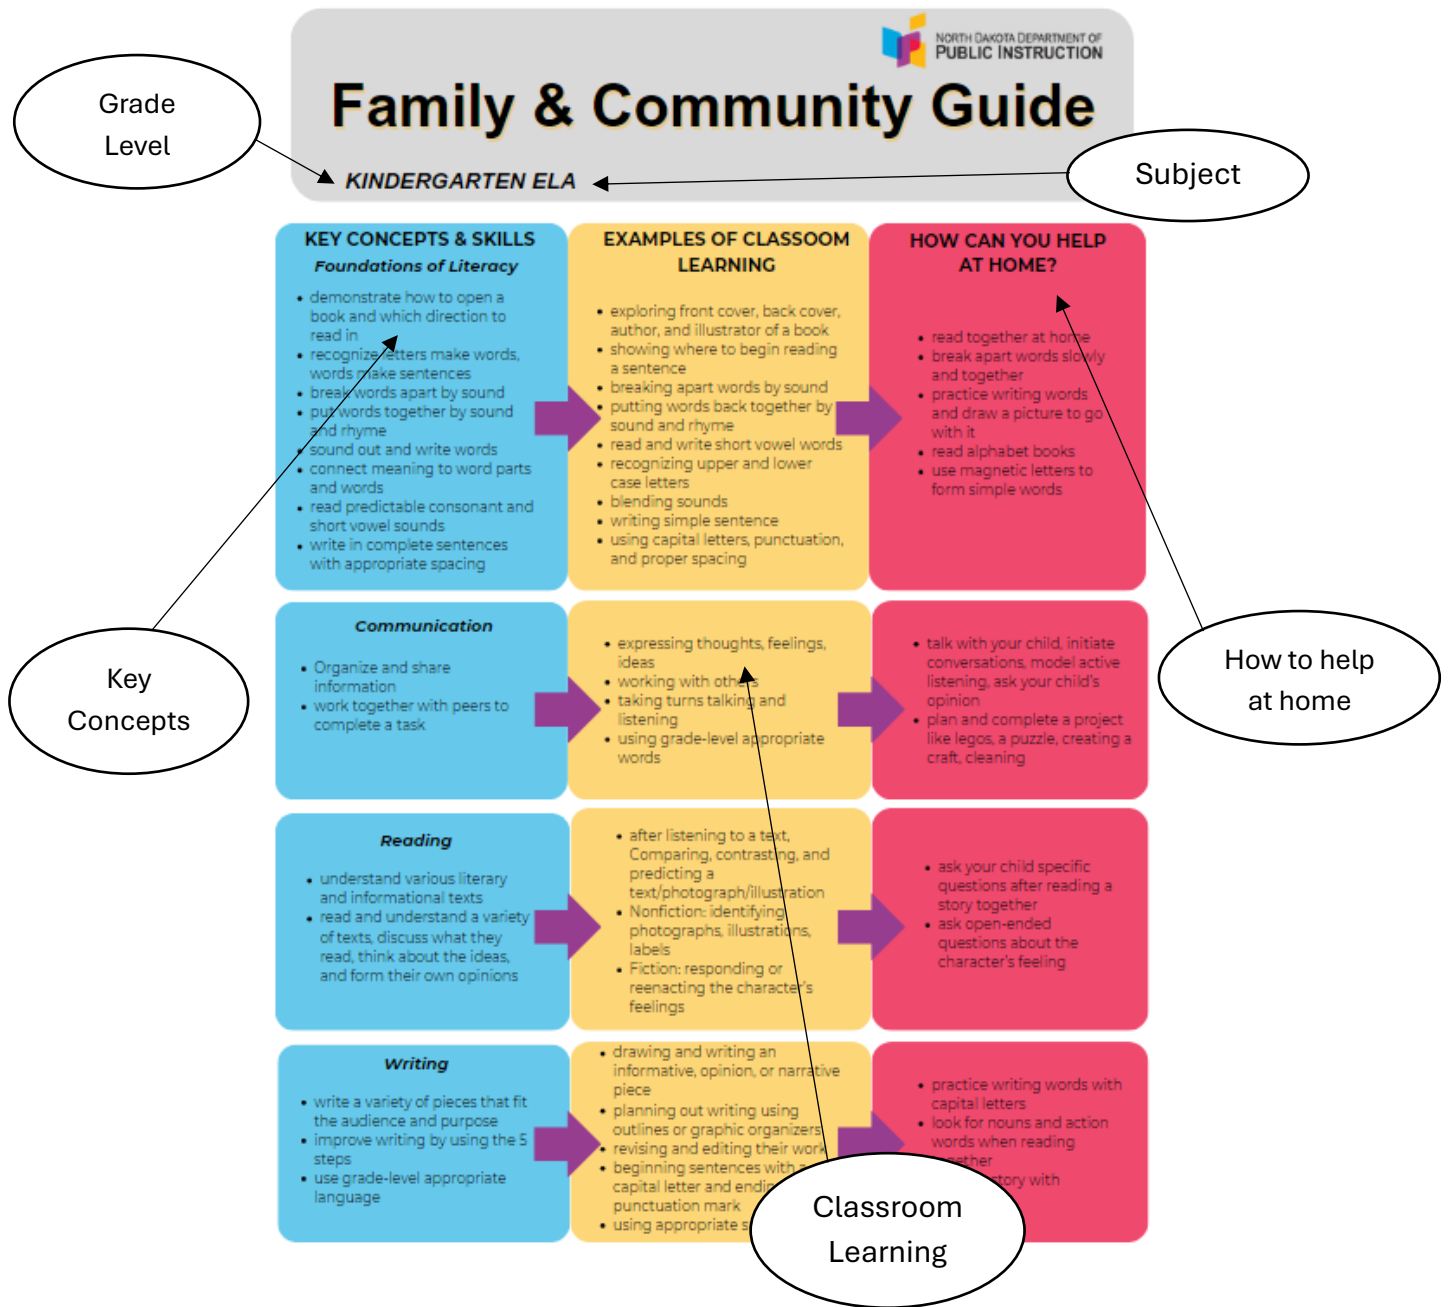 NORTH DAKOTA DEPARTMENT OF
PUBLIC INSTRUCTION
Family & Community Guide
KINDERGARTEN ELA
Grade
Level
Subject
KEY CONCEPTS & SKILLS
Foundations of Literacy
• demonstrate how to open a
book and which direction to
read in
• recognize letters make words,
words make sentences
• break words apart by sound
• put words together by sound
and rhyme
• sound out and write words
• connect meaning to word parts
and words
• read predictable consonant and
short vowel sounds
• write in complete sentences
with appropriate spacing
EXAMPLES OF CLASSOOM
LEARNING
• exploring front cover, back cover,
author, and illustrator of a book
• showing where to begin reading
a sentence
• breaking apart words by sound
• putting words back together by
sound and rhyme
• read and write short vowel words
• recognizing upper and lower
case letters
• blending sounds
• writing simple sentence
• using capital letters, punctuation,
and proper spacing
HOW CAN YOU HELP
AT HOME?
• read together at home
• break apart words slowly
and together
• practice writing words
and draw a picture to go
with it
• read alphabet books
• use magnetic letters to
form simple words
Key
Concepts
How to help
at home
Communication
• Organize and share
information
• work together with peers to
complete a task
• expressing thoughts, feelings,
ideas
• working with others
• taking turns talking and
listening
• using grade-level appropriate
words
• talk with your child, initiate
conversations, model active
listening, ask your child's
opinion
• plan and complete a project
like legos, a puzzle, creating a
craft, cleaning
Reading
• understand various literary
and informational texts
• read and understand a variety
of texts, discuss what they
read, think about the ideas,
and form their own opinions
• after listening to a text,
Comparing, contrasting, and
predicting a
text/photograph/illustration
• Nonfiction: identifying
photographs, illustrations,
labels
• Fiction: responding or
reenacting the character's
feelings
• ask your child specific
questions after reading a
story together
• ask open-ended
questions about the
character's feeling
Writing
• write a variety of pieces that fit
the audience and purpose
• improve writing by using the 5
steps
• use grade-level appropriate
language
• drawing and writing an
informative, opinion, or narrative
piece
• planning out writing using
outlines or graphic organizers
• revising and editing their work
• beginning sentences with a
capital letter and ending
punctuation mark
• using appropriate
• practice writing words with
capital letters
• look for nouns and action
words when reading
together
story with
Classroom
Learning